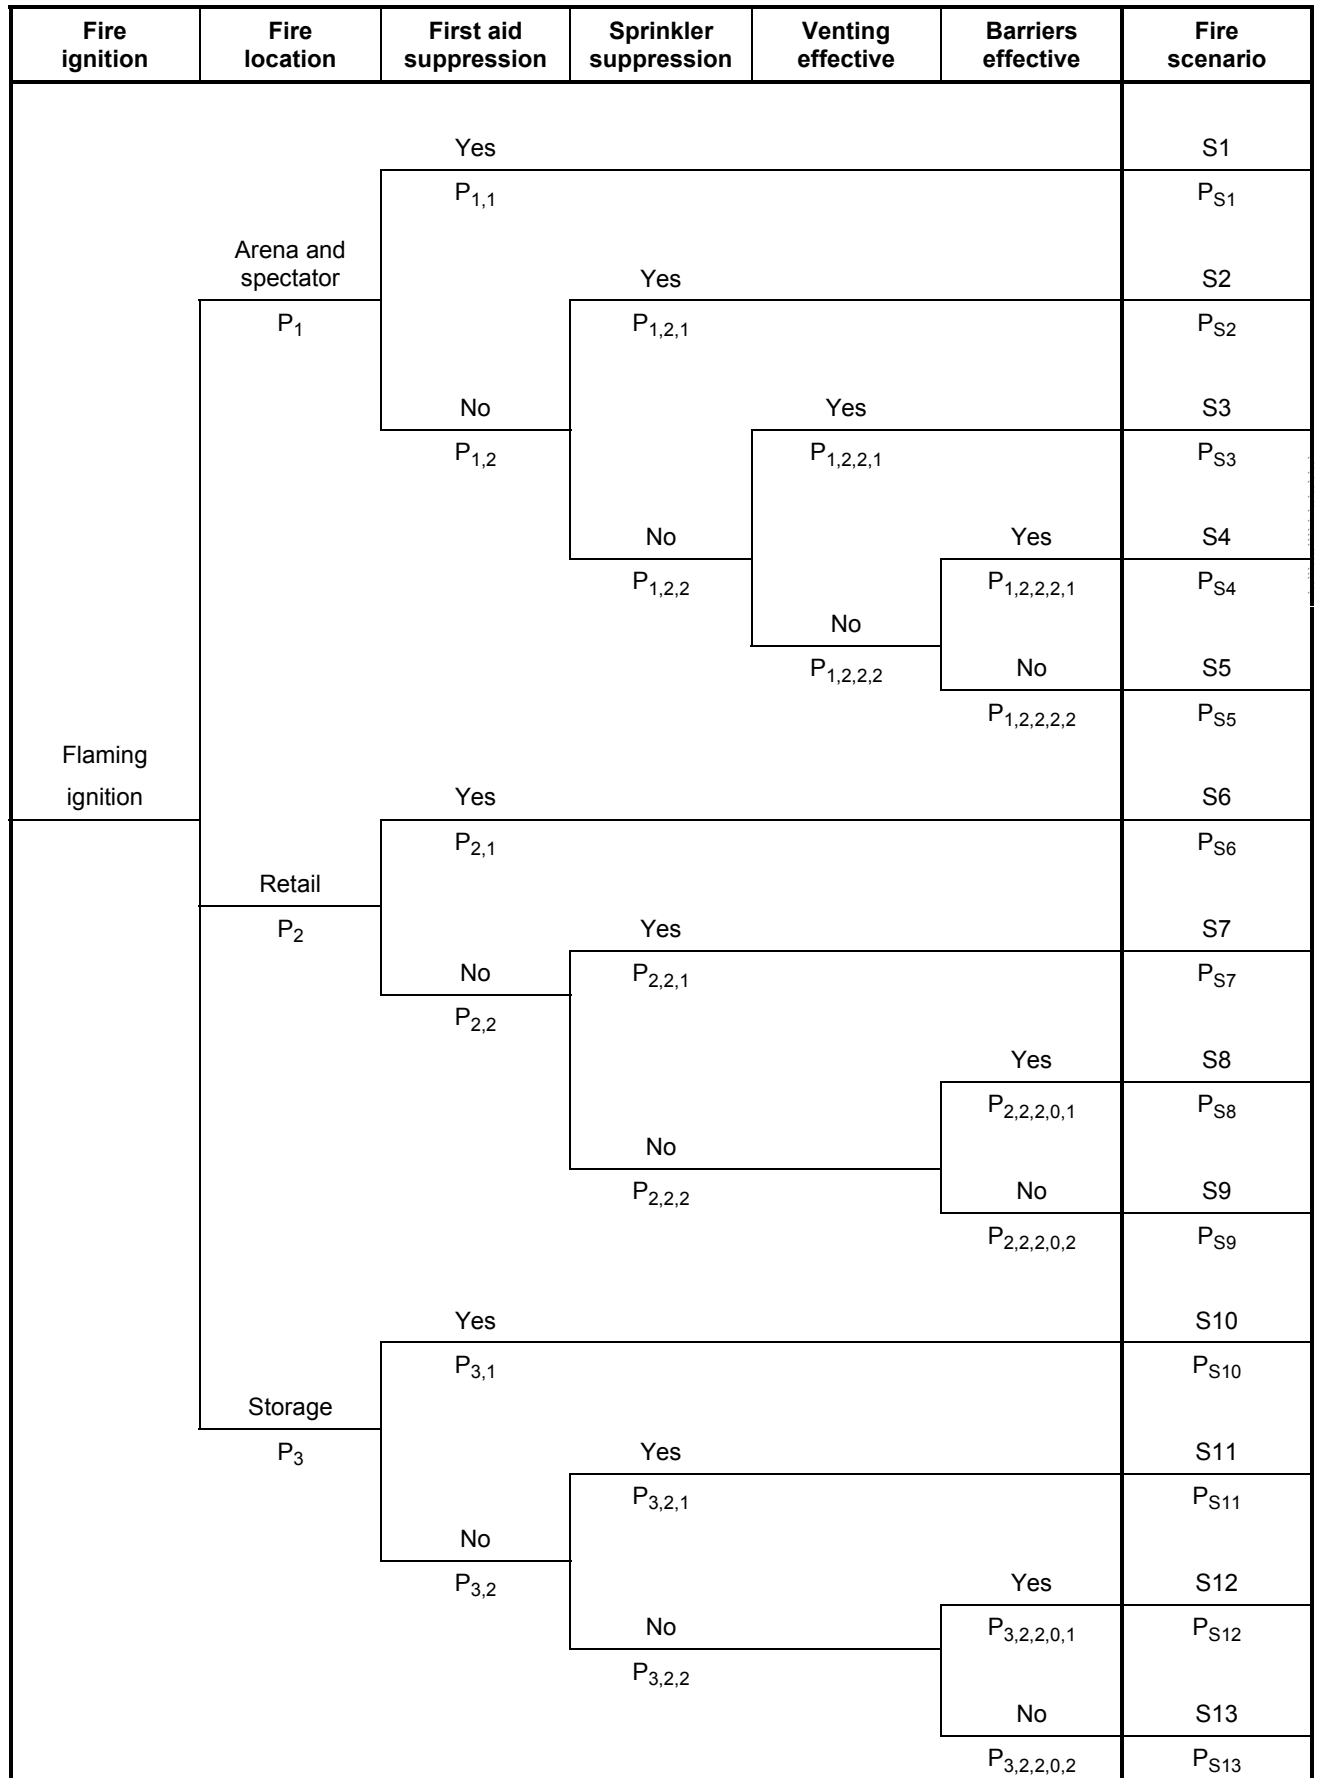 Fire ignition
Fire location
First aid suppression
Sprinkler suppression
Venting effective
Barriers effective
Fire scenario
Yes
S1
P1,1
PS1
Arena and
spectator
Yes
S2
P1
P1,2,1
PS2
No
Yes
S3
P1,2
P1,2,2,1
PS3
No
Yes
S4
P1,2,2
P1,2,2,2,1
PS4
No
P1,2,2,2
No
S5
P1,2,2,2,2
PS5
Flaming
ignition
Yes
S6
P2,1
PS6
Retail
P2
Yes
S7
No
P2,2,1
PS7
P2,2
Yes
S8
P2,2,2,0,1
PS8
No
P2,2,2
No
S9
P2,2,2,0,2
PS9
Yes
S10
P3,1
PS10
Storage
P3
Yes
S11
P3,2,1
PS11
No
P3,2
Yes
S12
No
P3,2,2,0,1
PS12
P3,2,2
No
S13
P3,2,2,0,2
PS13